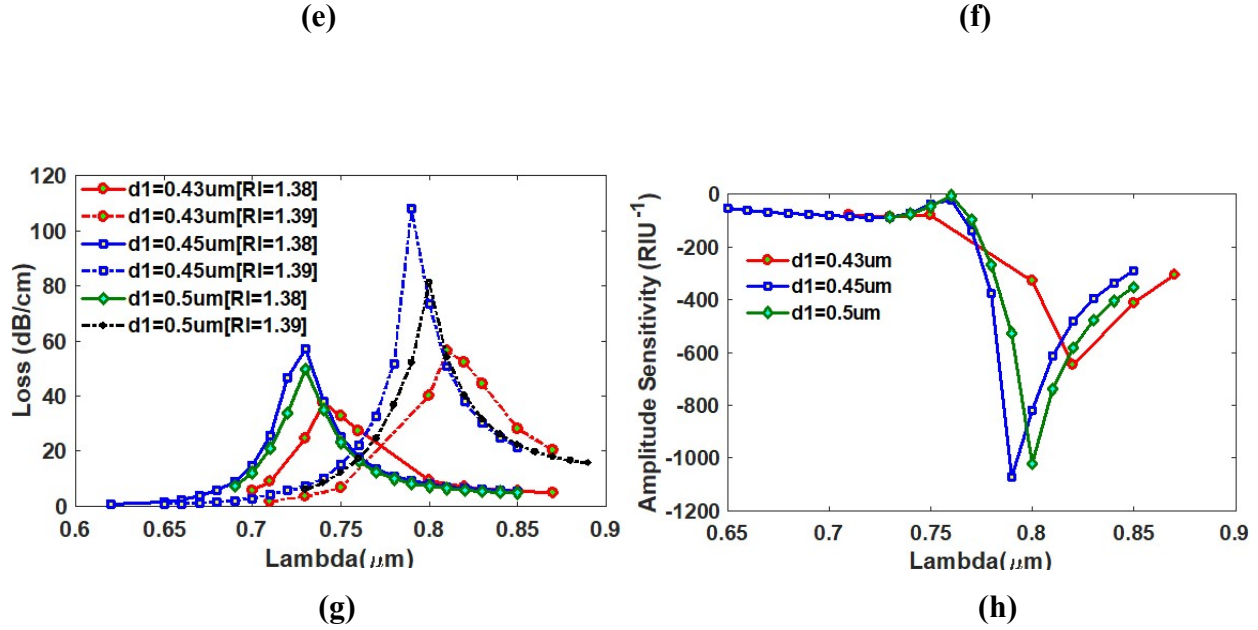 (e)
(f)
120
100
80
60
40
20
0
Loss (dB/cm)
d1=0.43um[RI=1.38]
d1=0.43um[RI=1.39]
d1=0.45um[RI=1.38]
d1=0.45um[RI=1.39]
d1=0.5um[RI=1.38]
d1=0.5um[RI=1.39]
0.6 0.65 0.7 0.75 0.8 0.85 0.9
Lambda(μm)
0
-200
-400
-600
-800
-1000
-1200
Amplitude Sensitivity (RIU⁻¹)
d1=0.43um
d1=0.45um
d1=0.5um
0.65 0.7 0.75 0.8 0.85 0.9
Lambda(μm)
(g)
(h)